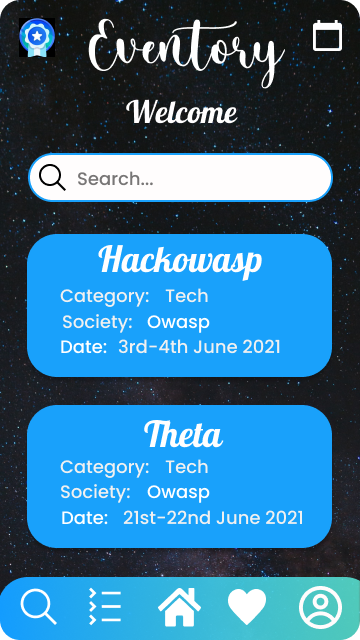 Eventory
Welcome
Search...
Hackowasp
Category: Tech
Society: Owasp
Date: 3rd-4th June 2021
Theta
Category: Tech
Society: Owasp
Date: 21st-22nd June 2021